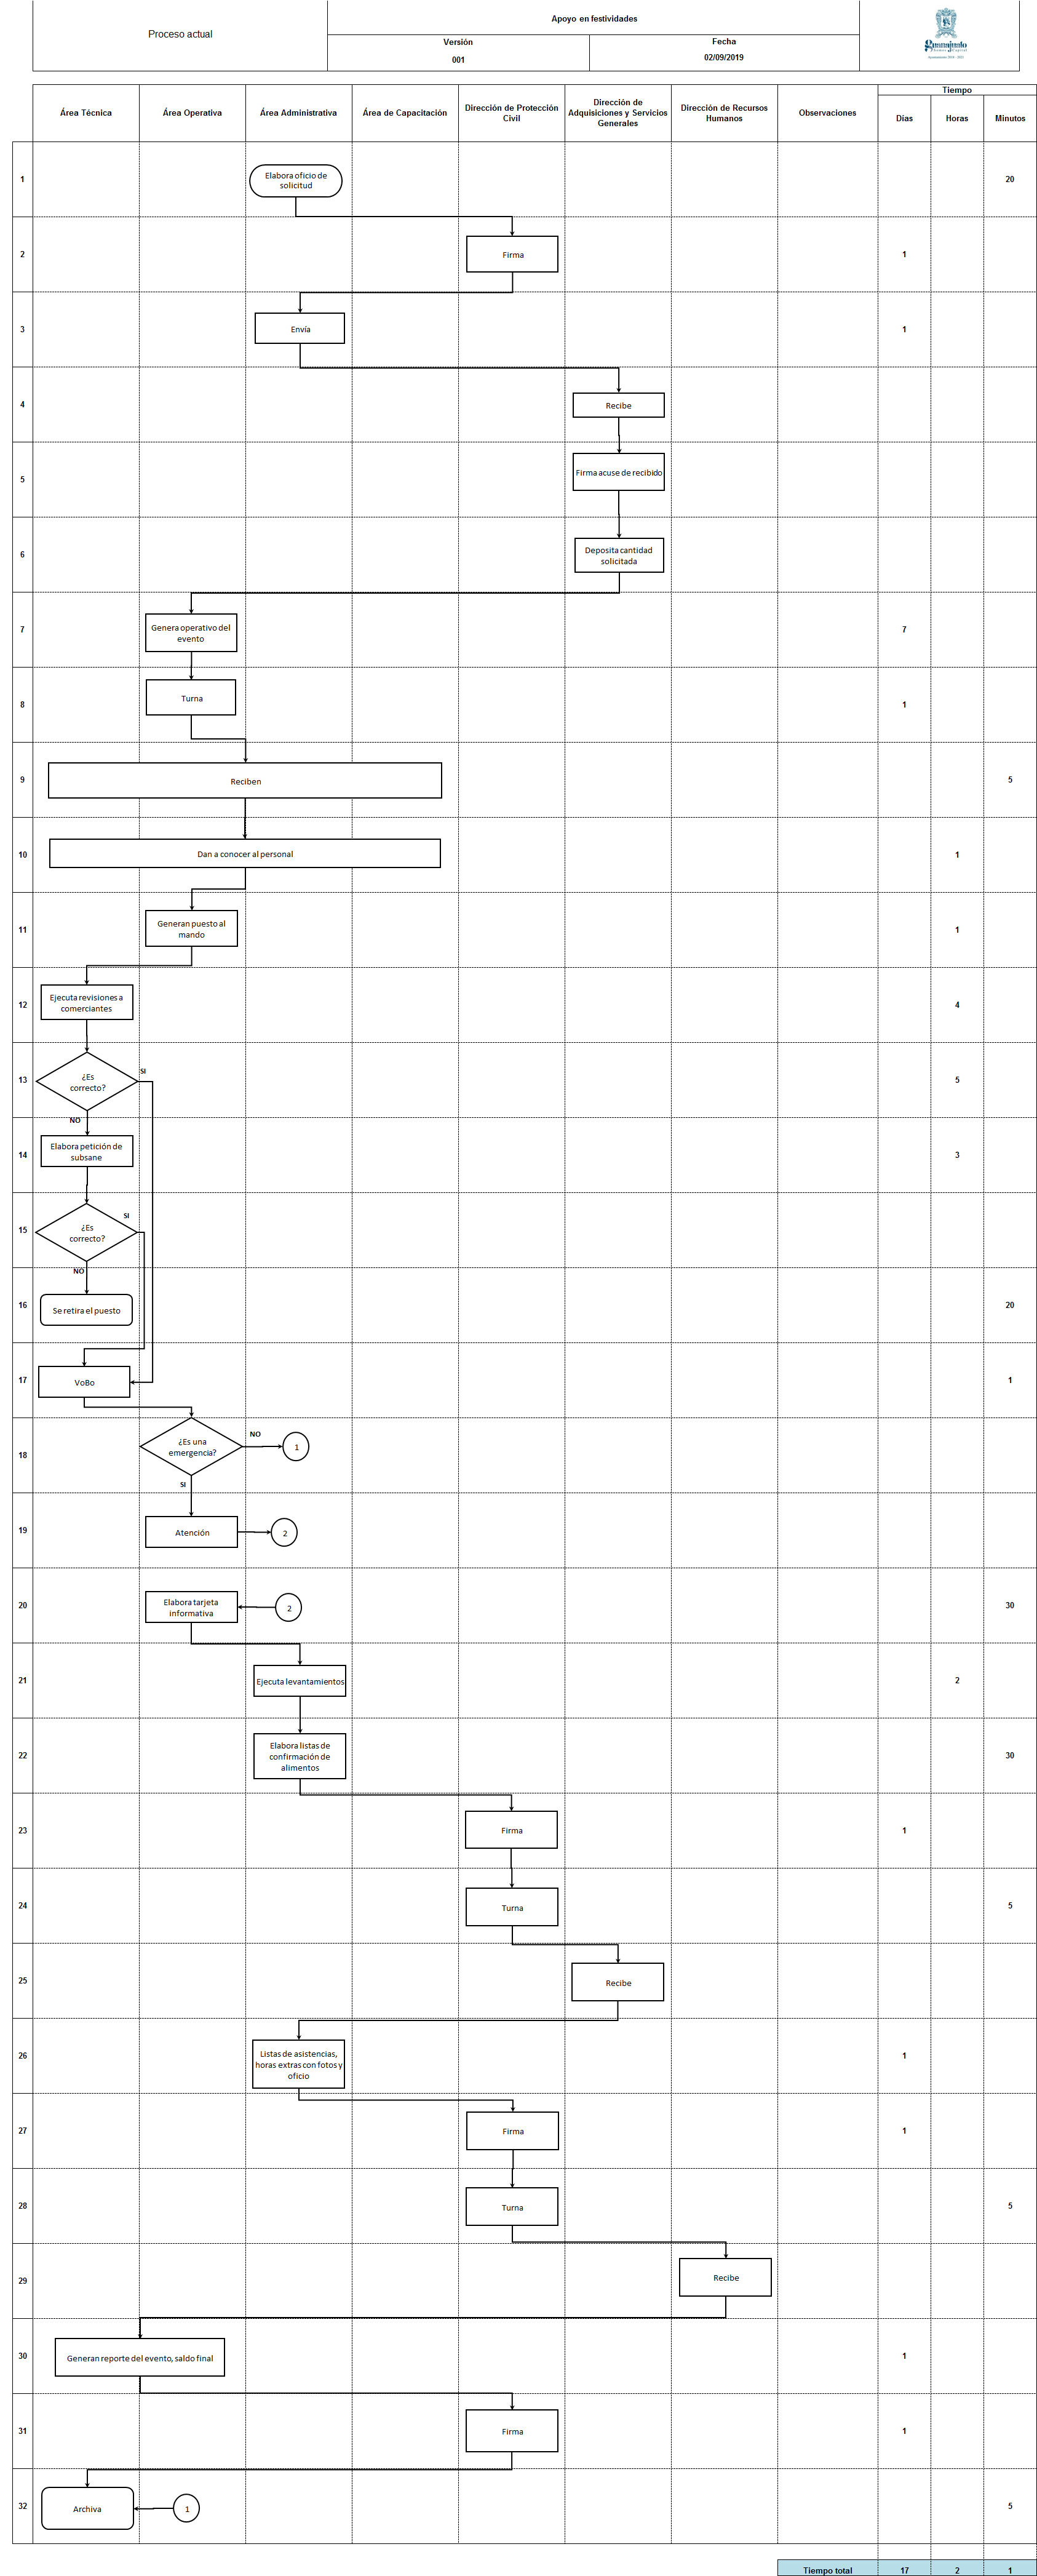 Proceso actual
Apoyo en festividades
Versión
001
Fecha
02/09/2019
Guanajuato
Área Técnica
Área Operativa
Área Administrativa
Área de Capacitación
Dirección de Protección
Civil
Dirección de
Adquisiciones y Servicios
Generales
Dirección de Recursos
Humanos
Observaciones
Tiempo
Días
Horas
Minutos
1
Elabora oficio de
solicitud
20
2
Firma
1
3
Envía
1
4
Recibe
5
Firma acuse de recibido
6
Deposita cantidad
solicitada
7
Genera operativo del
evento
7
8
Turna
1
9
Reciben
5
10
Dan a conocer al personal
1
11
Generan puesto al
mando
1
12
Ejecuta revisiones a
comerciantes
4
13
¿Es
correcto?
SI
5
NO
14
Elabora petición de
subsane
3
15
¿Es
correcto?
SI
NO
16
Se retira el puesto
20
17
VoBo
1
18
¿Es una
emergencia?
NO
1
SI
19
Atención
2
20
Elabora tarjeta
informativa
2
30
21
Ejecuta levantamientos
2
22
Elabora listas de
confirmación de
alimentos
30
23
Firma
1
24
Turna
5
25
Recibe
26
Listas de asistencias,
horas extras con fotos y
oficio
1
27
Firma
1
28
Turna
5
29
Recibe
30
Generan reporte del evento, saldo final
1
31
Firma
1
32
Archiva
1
5
Tiempo total
17
2
1